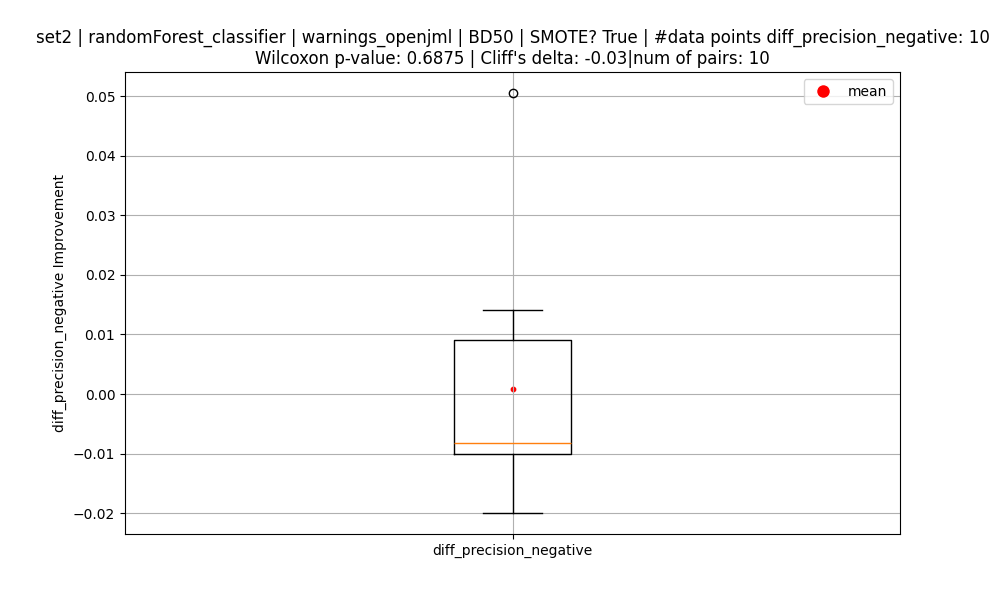 set2 | randomForest_classifier | warnings_openjml | BD50 | SMOTE? True | #data points diff_precision_negative: 10
Wilcoxon p-value: 0.6875 | Cliff's delta: -0.03|num of pairs: 10
mean
0.05
0.04
0.03
0.02
0.01
0.00
−0.01
−0.02
diff_precision_negative Improvement
diff_precision_negative